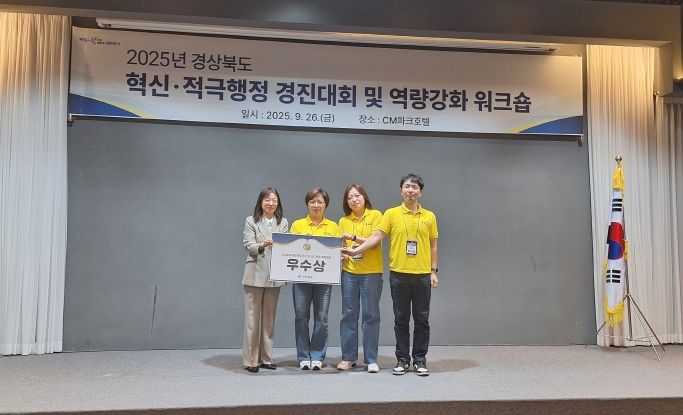 2025년 경상북도
혁신·적극행정 경진대회 및 역량강화 워크숍
일시 : 2025. 9. 26.(금) 장소 : CM파크호텔
우수상